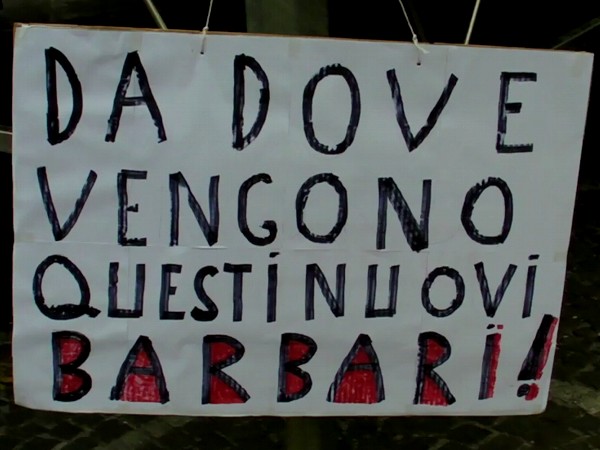 DA DOVE
VENGONO
QUESTI NUOVI
BARBARI!